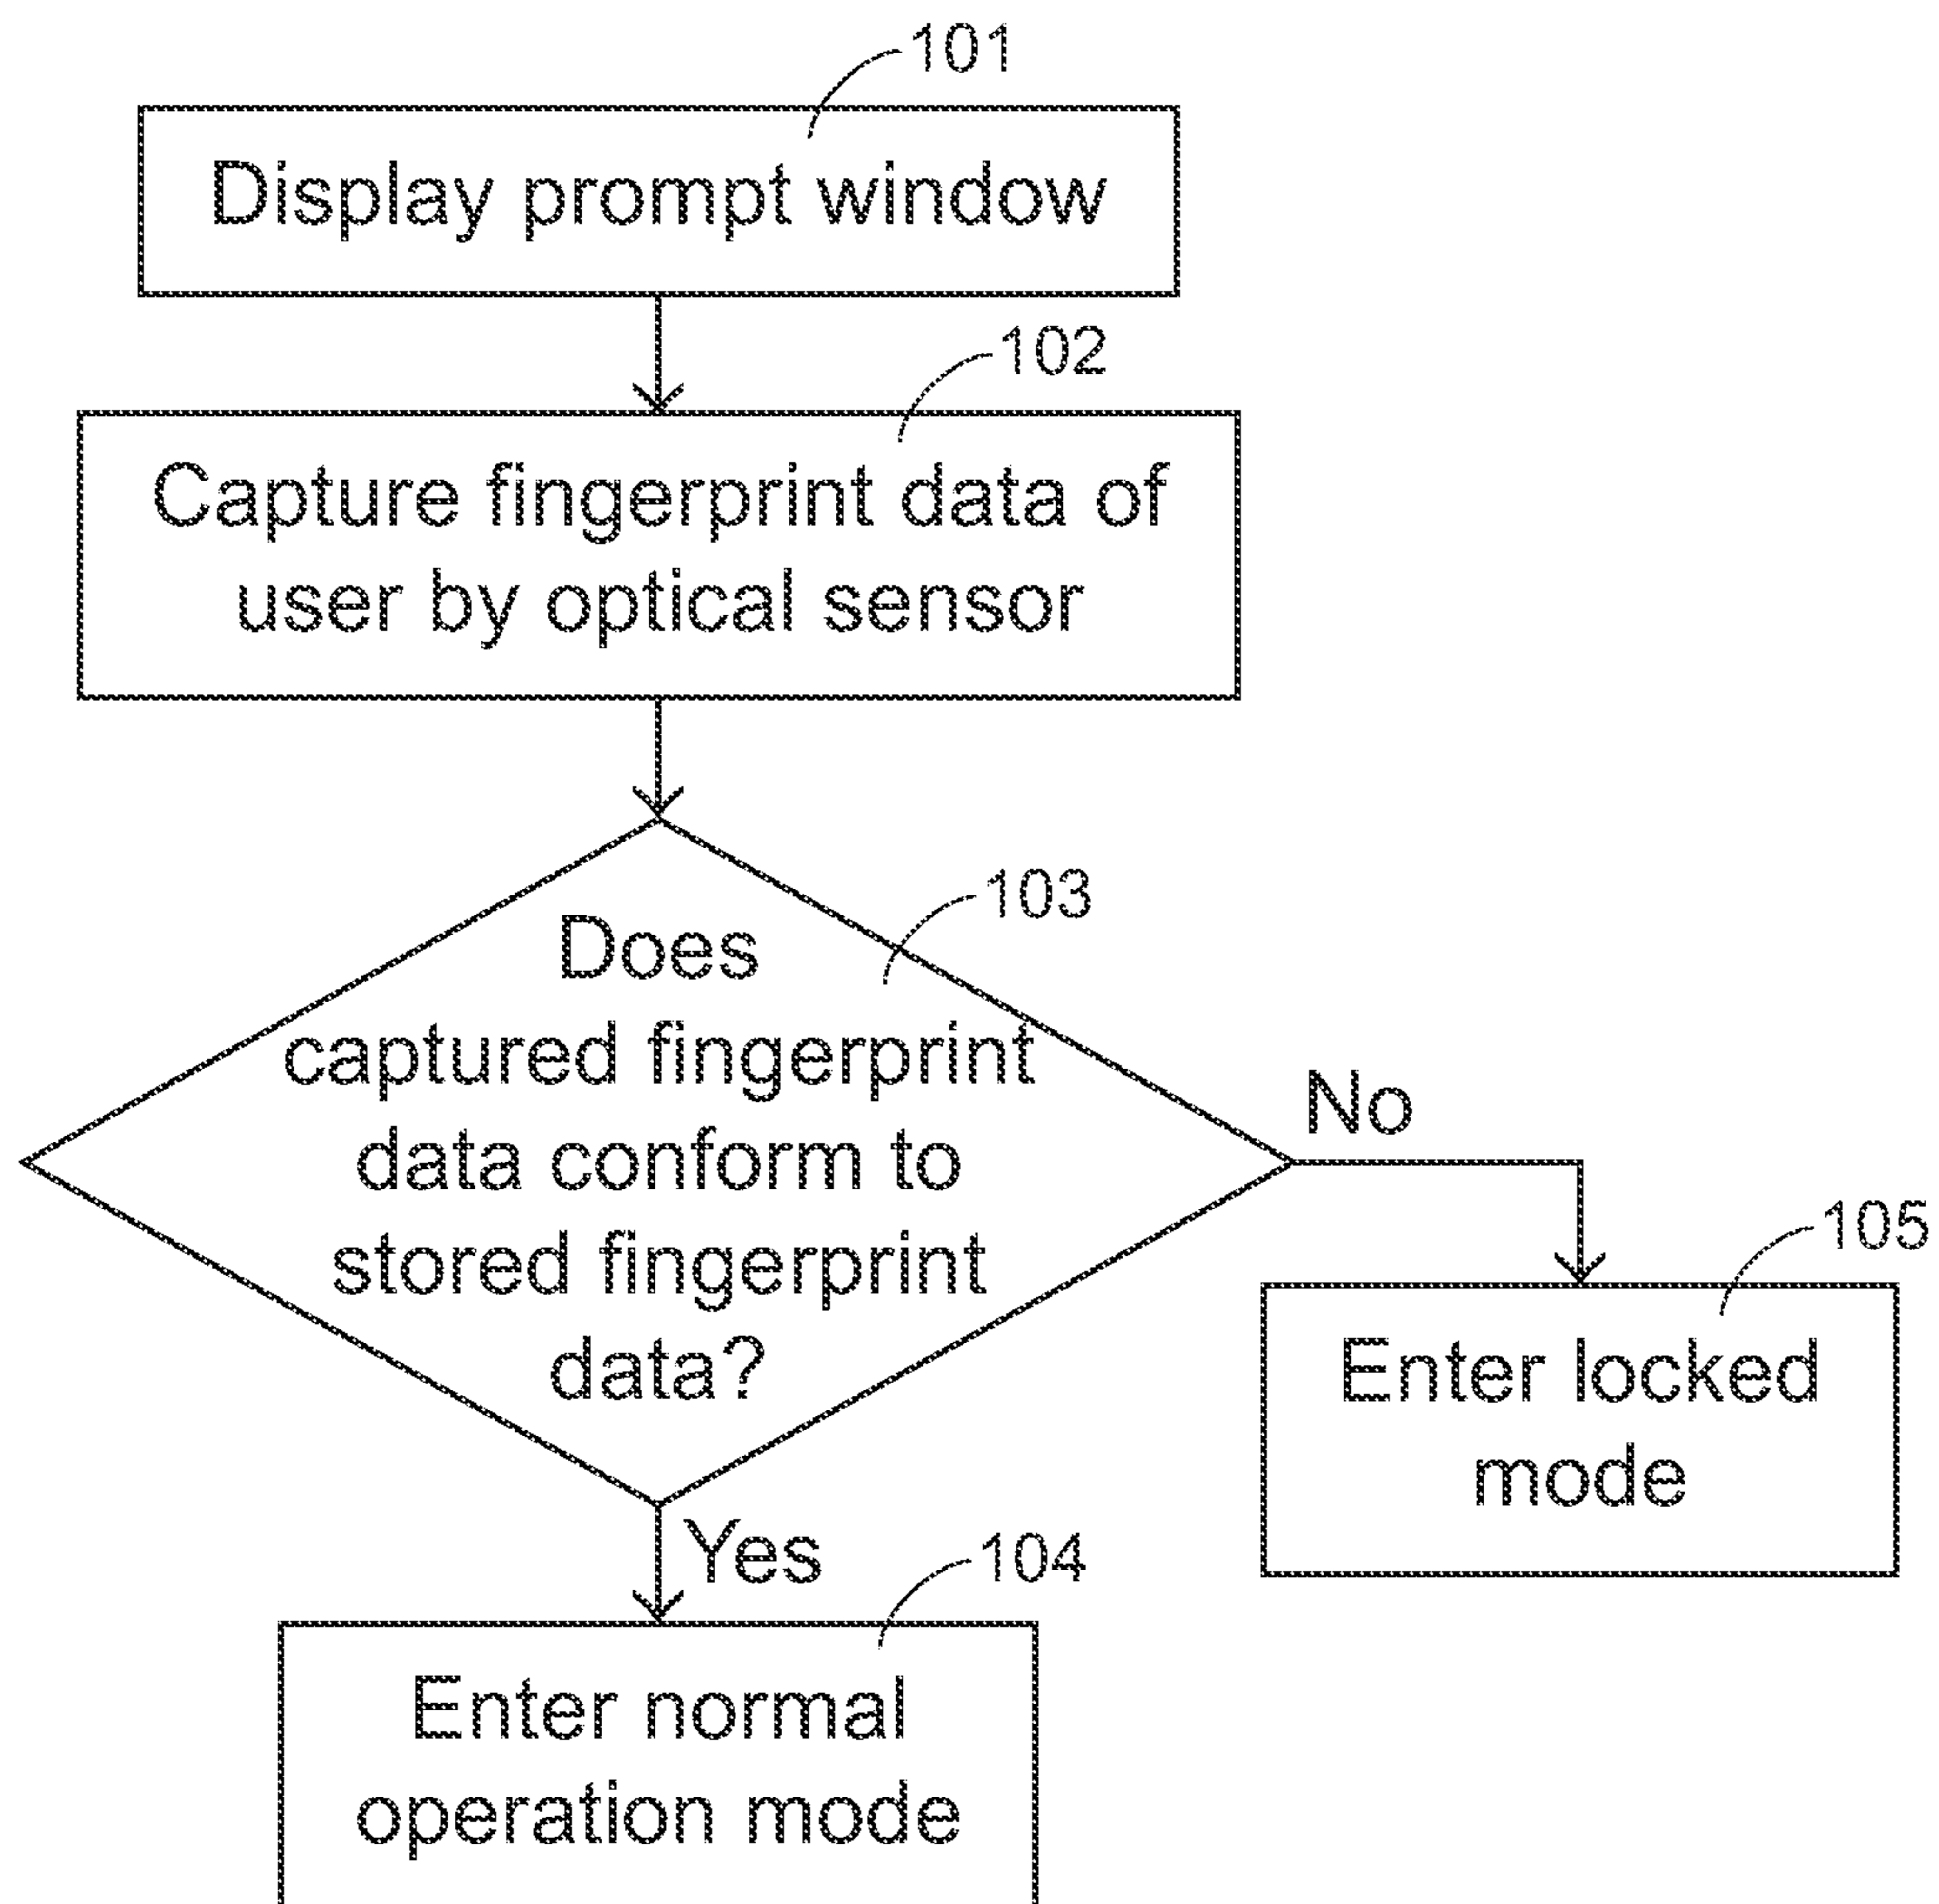 101
Display prompt window
102
Capture fingerprint data of
user by optical sensor
103
Does
captured fingerprint
data conform to
stored fingerprint
data?
No
105
Enter locked
mode
Yes
104
Enter normal
operation mode